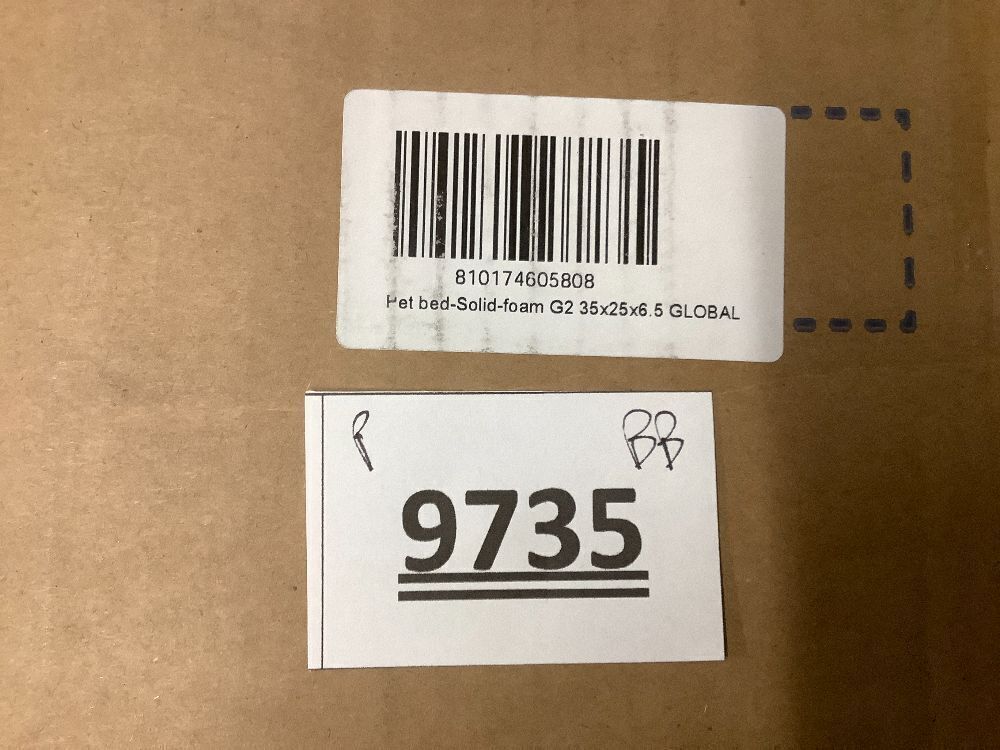 810174605808
Pet bed-Solid-foam G2 35x25x6.5 GLOBAL
P BB
9735